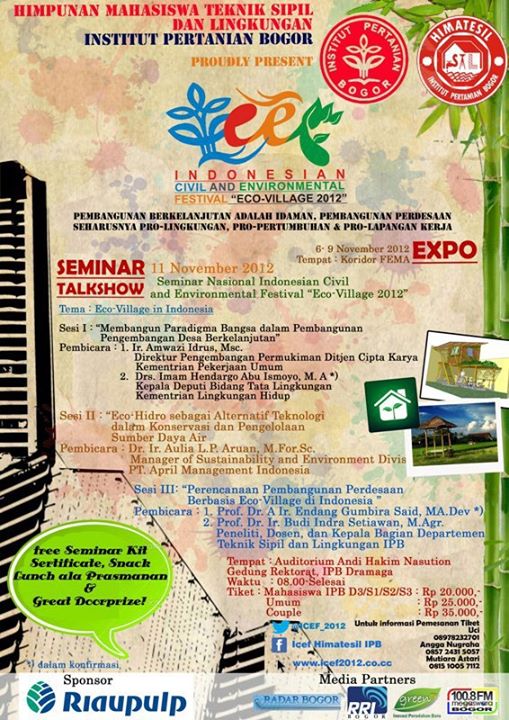 HIMPUNAN MAHASISWA TEKNIK SIPIL
DAN LINGKUNGAN
INSTITUT PERTANIAN BOGOR
PROUDLY PRESENT
INSTITUT PERTANIAN
BOGOR
HIMATESIL
SIL
INSTITUT PERTANIAN BOGOR
icef
INDONESIAN
CIVIL AND ENVIRONMENTAL
FESTIVAL "ECO-VILLAGE 2012"
PEMBANGUNAN BERKELANJUTAN ADALAH IDAMAN, PEMBANGUNAN PERDESAAN
SEHARUSNYA PRO-LINGKUNGAN, PRO-PERTUMBUHAN & PRO-LAPANGAN KERJA
6- 9 November 2012
Tempat : Koridor FEMA
EXPO
SEMINAR
TALKSHOW
11 November 2012
Seminar Nasional Indonesian Civil
and Environmental Festival "Eco-Village 2012"
Tema : Eco-Village in Indonesia
Sesi I : "Membangun Paradigma Bangsa dalam Pembangunan
Pengembangan Desa Berkelanjutan"
Pembicara : 1. Ir. Amwazi Idrus, Msc.
Direktur Pengembangan Permukiman Ditjen Cipta Karya
Kementrian Pekerjaan Umum
2. Drs. Imam Hendargo Abu Ismoyo, M. A *)
Kepala Deputi Bidang Tata Lingkungan
Kementrian Lingkungan Hidup
Sesi II : "Eco-Hidro sebagai Alternatif Teknologi
dalam Konservasi dan Pengelolaan
Sumber Daya Air
Pembicara : Dr. Ir. Aulia L.P. Aruan, M.For.Sc.
Manager of Sustainability and Environment Divis
PT. April Management Indonesia
Sesi III: "Perencanaan Pembangunan Perdesaan
Berbasis Eco-Village di Indonesia "
Pembicara : 1. Prof. Dr. A Ir. Endang Gumbira Said, MA.Dev *)
2. Prof. Dr. Ir. Budi Indra Setiawan, M.Agr.
Peneliti, Dosen, dan Kepala Bagian Departemen
Teknik Sipil dan Lingkungan IPB
free Seminar Kit
Sertificate, Snack
Lunch ala Prasmanan
&
Great Doorprize!
Tempat : Auditorium Andi Hakim Nasution
Gedung Rektorat, IPB Dramaga
Waktu : 08.00-Selesai
Tiket : Mahasiswa IPB D3/S1/S2/S3 : Rp 20.000,-
Umum : Rp 25.000,-
Couple : Rp 35.000,-
@ICEF_2012
Icef Himatesil IPB
www.icef2012.co.cc
Untuk informasi Pemesanan Tiket
Uci
08978232701
Angga Nugraha
0857 2431 5057
Mutiara Astari
0815 1005 7112
*) dalam konfirmasi
Sponsor
Riaupulp
Media Partners
RADAR BOGOR
RRI
BOGOR
green
100.8FM
megaswara
BOGOR